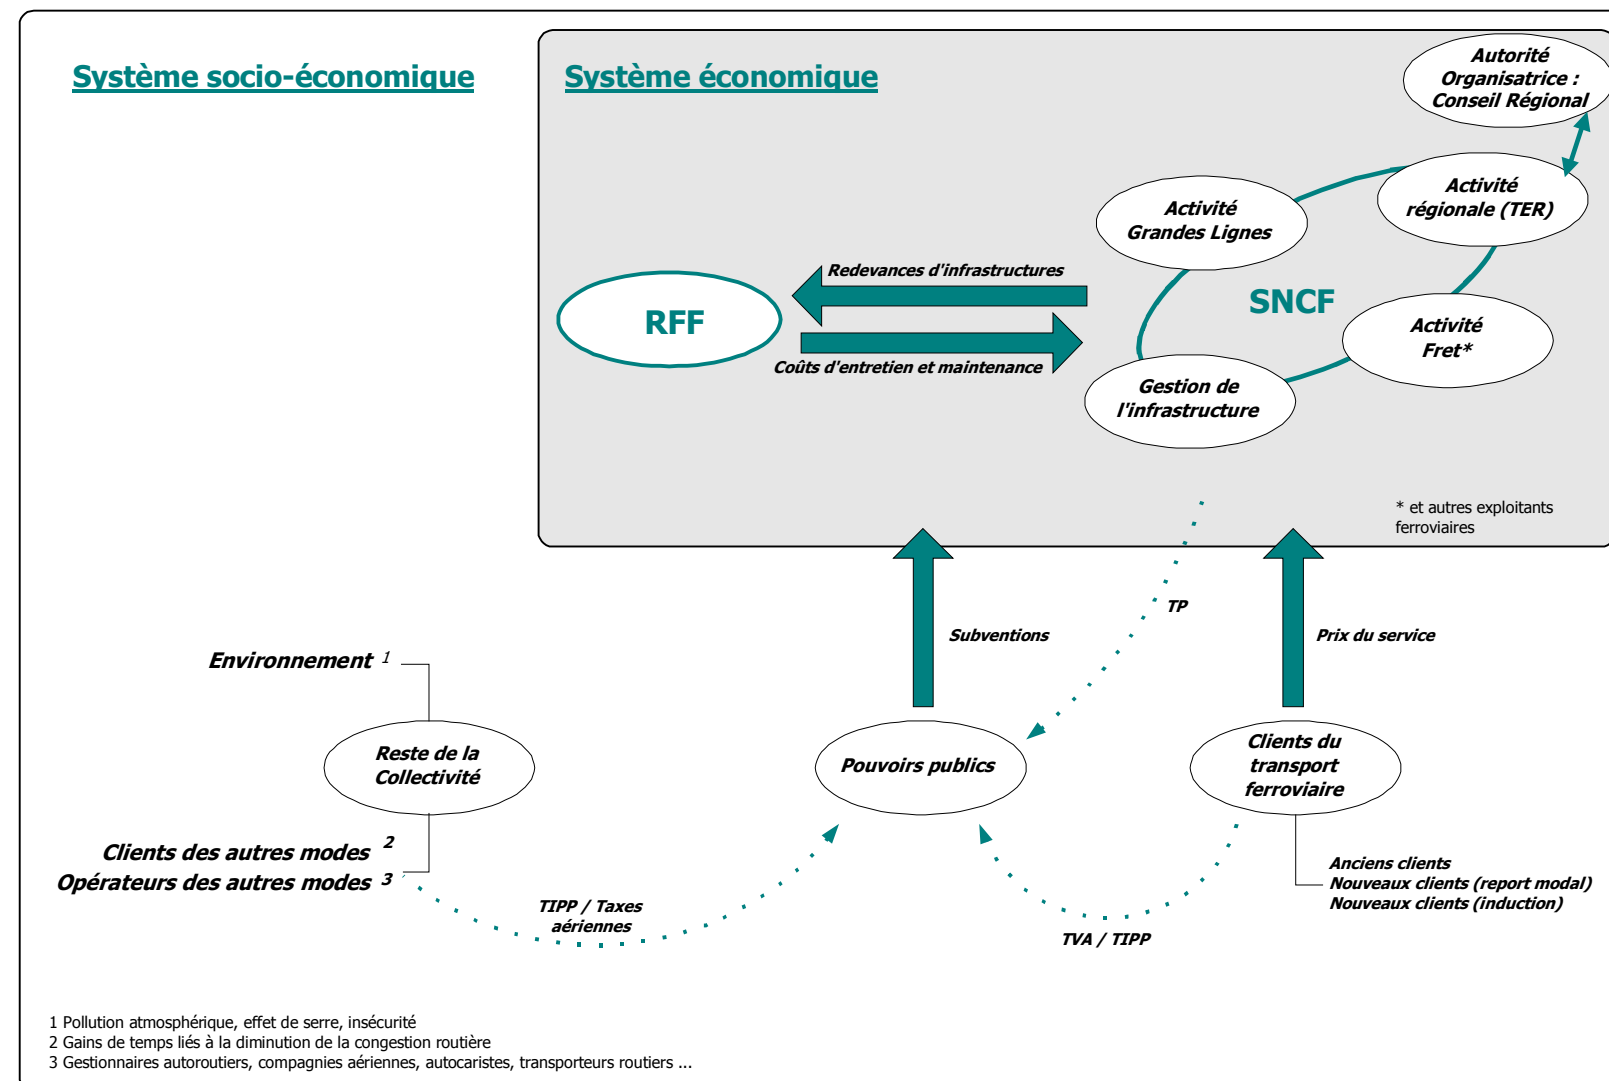 Système socio-économique
Système économique
Autorité
Organisatrice :
Conseil Régional
Activité
Grandes Lignes
Activité
régionale (TER)
Redevances d'infrastructures
RFF
SNCF
Activité
Fret*
Coûts d'entretien et maintenance
Gestion de
l'infrastructure
* et autres exploitants
ferroviaires
TP
Subventions
Prix du service
Environnement 1
Reste de la
Collectivité
Pouvoirs publics
Clients du
transport
ferroviaire
Clients des autres modes 2
Opérateurs des autres modes 3
Anciens clients
Nouveaux clients (report modal)
Nouveaux clients (induction)
TIPP / Taxes
aériennes
TVA / TIPP
1 Pollution atmosphérique, effet de serre, insécurité
2 Gains de temps liés à la diminution de la congestion routière
3 Gestionnaires autoroutiers, compagnies aériennes, autocaristes, transporteurs routiers ...